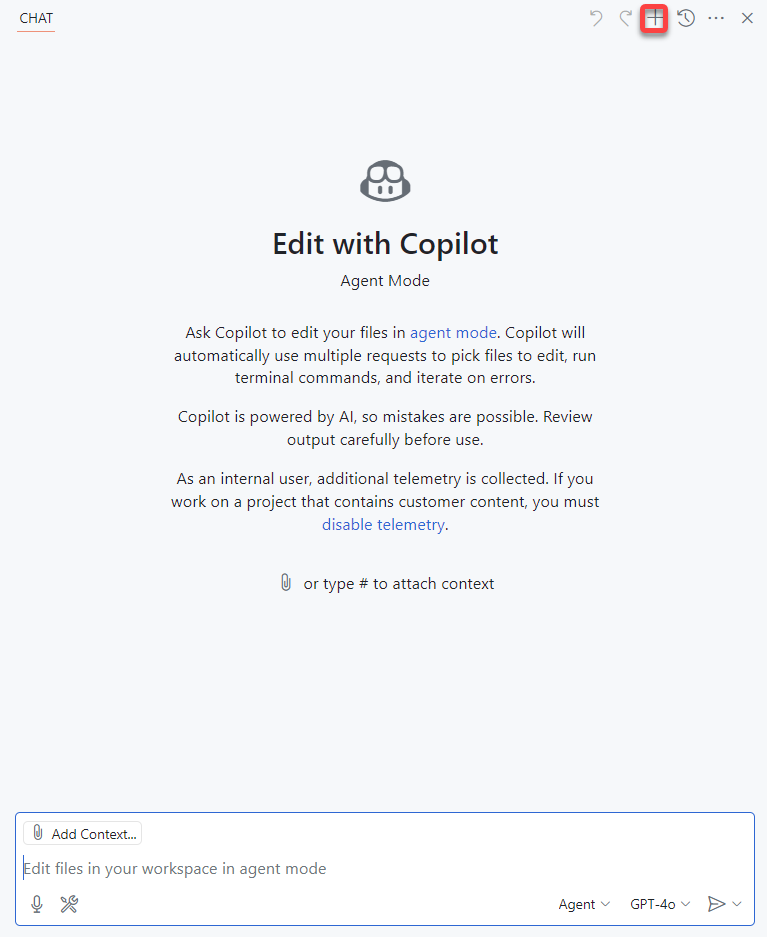 CHAT
Edit with Copilot
Agent Mode
Ask Copilot to edit your files in agent mode. Copilot will
automatically use multiple requests to pick files to edit, run
terminal commands, and iterate on errors.
Copilot is powered by AI, so mistakes are possible. Review
output carefully before use.
As an internal user, additional telemetry is collected. If you
work on a project that contains customer content, you must
disable telemetry.
or type # to attach context
Add Context...
Edit files in your workspace in agent mode
Agent GPT-4o